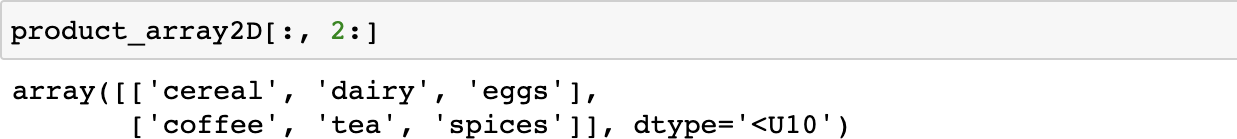 product_array2D[:, 2:]
array([['cereal', 'dairy', 'eggs'],
['coffee', 'tea', 'spices']], dtype='<U10')